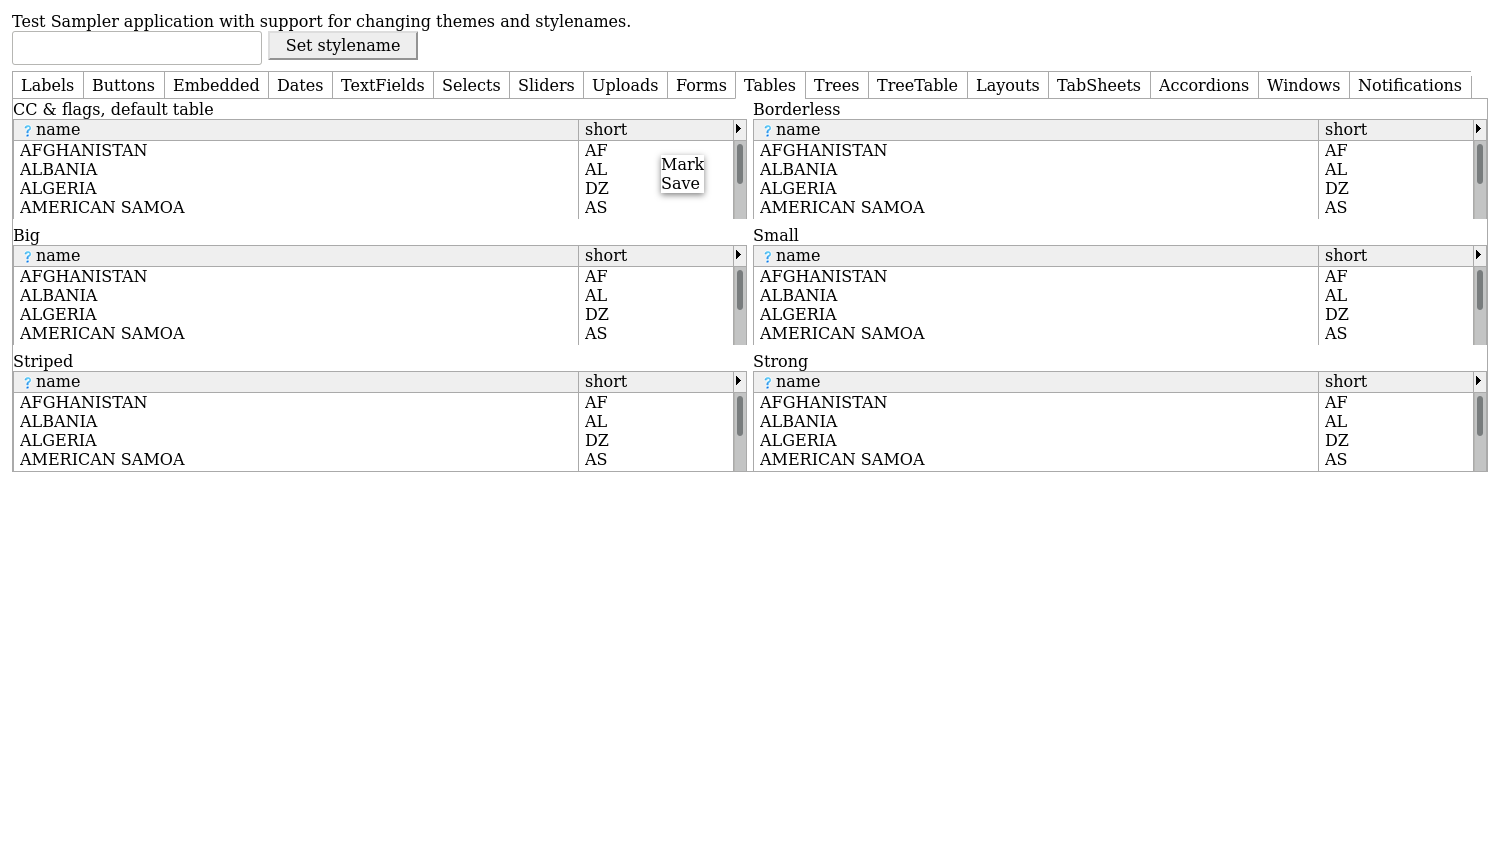 Test Sampler application with support for changing themes and stylenames.
Set stylename
Labels Buttons Embedded Dates TextFields Selects Sliders Uploads Forms Tables Trees TreeTable Layouts TabSheets Accordions Windows Notifications
CC & flags, default table
? name short
AFGHANISTAN AF
ALBANIA AL
ALGERIA DZ
AMERICAN SAMOA AS
Mark
Save
Borderless
? name short
AFGHANISTAN AF
ALBANIA AL
ALGERIA DZ
AMERICAN SAMOA AS
Big
? name short
AFGHANISTAN AF
ALBANIA AL
ALGERIA DZ
AMERICAN SAMOA AS
Small
? name short
AFGHANISTAN AF
ALBANIA AL
ALGERIA DZ
AMERICAN SAMOA AS
Striped
? name short
AFGHANISTAN AF
ALBANIA AL
ALGERIA DZ
AMERICAN SAMOA AS
Strong
? name short
AFGHANISTAN AF
ALBANIA AL
ALGERIA DZ
AMERICAN SAMOA AS